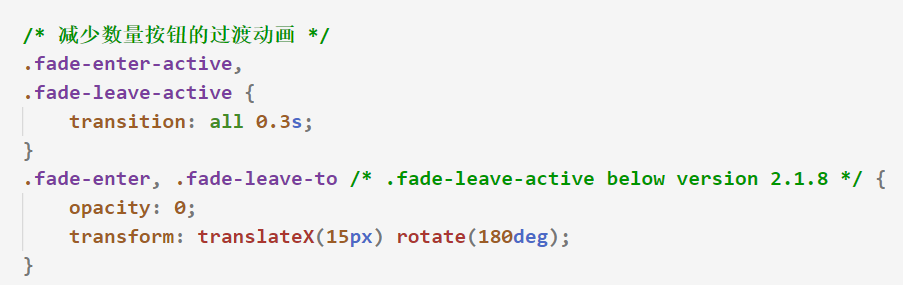 /* 减少数量按钮的过渡动画 */
.fade-enter-active,
.fade-leave-active {
    transition: all 0.3s;
}
.fade-enter, .fade-leave-to /* .fade-leave-active below version 2.1.8 */ {
    opacity: 0;
    transform: translateX(15px) rotate(180deg);
}